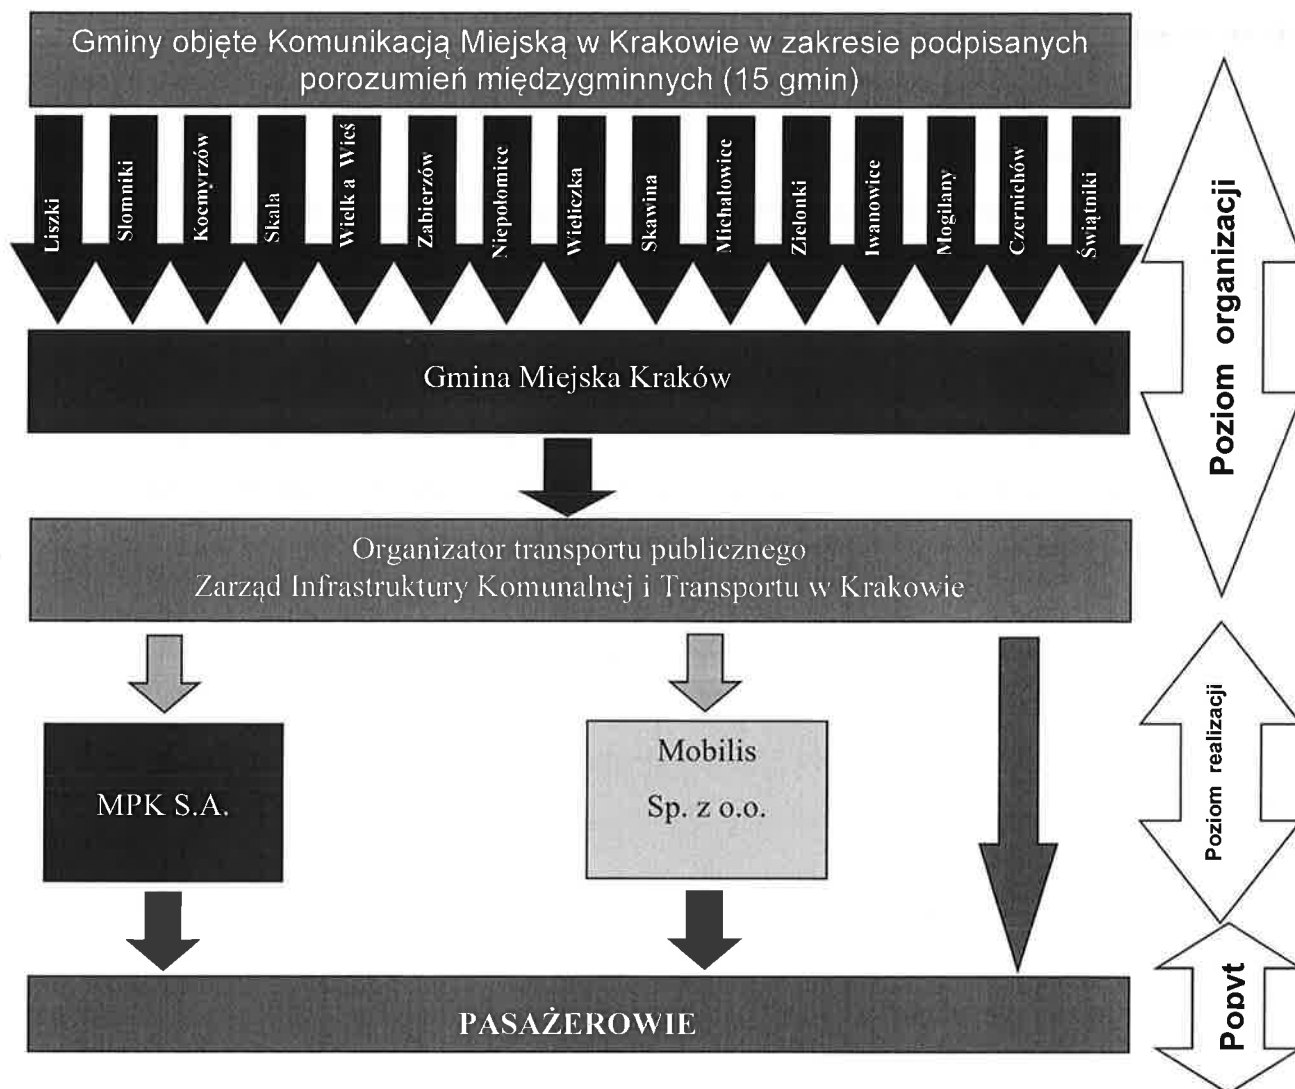 Gminy objęte Komunikacją Miejską w Krakowie w zakresie podpisanych
porozumień międzygminnych (15 gmin)
Liszki
Słomniki
Kocmyrzów
Skała
Wielka Wieś
Zabierzów
Niepołomice
Wieliczka
Skawina
Michałowice
Zielonki
Iwanowice
Mogilany
Czernichów
Świątniki
Gmina Miejska Kraków
Poziom organizacji
Organizator transportu publicznego
Zarząd Infrastruktury Komunalnej i Transportu w Krakowie
MPK S.A.
Mobilis
Sp. z o.o.
Poziom realizacji
PASAŻEROWIE
Popyt